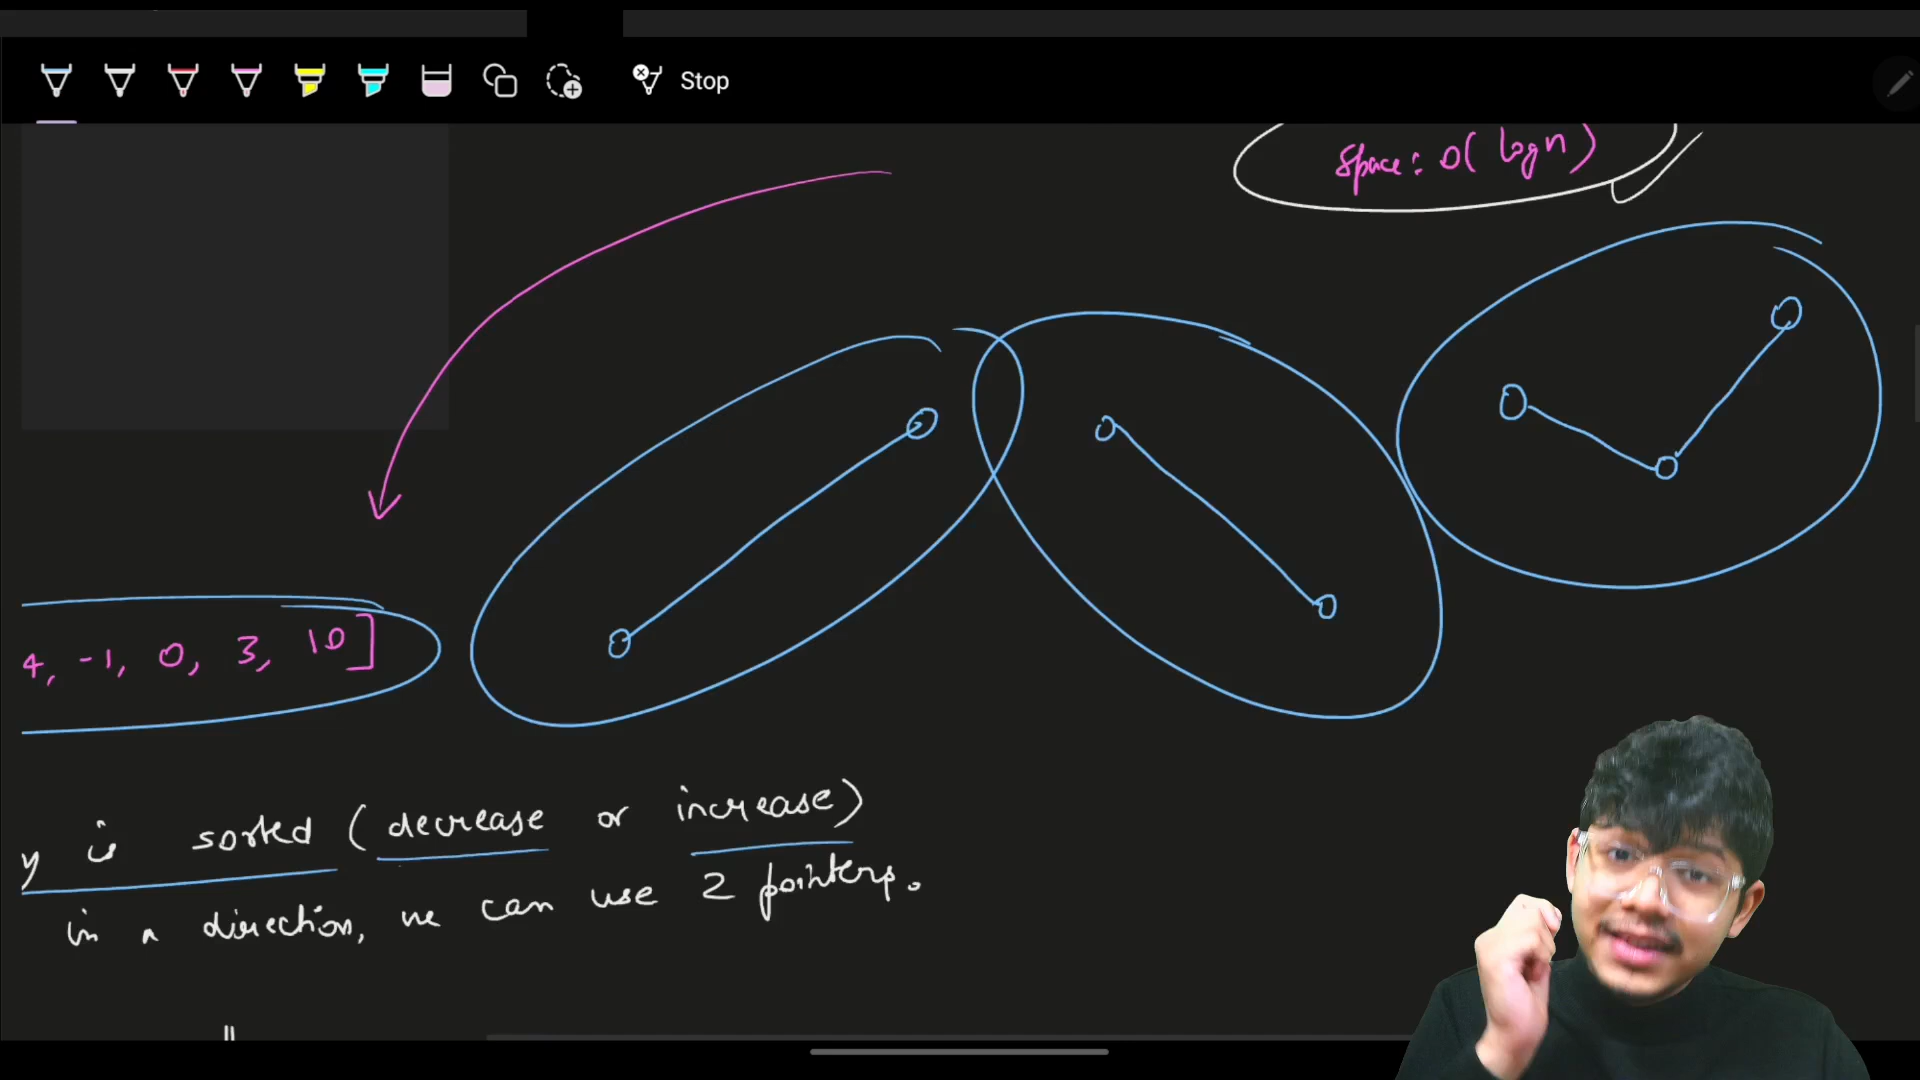 Stop
Space: O( logn )
4, -1, 0, 3, 10]
y is sorted (decrease or increase)
in a direction, we can use 2 pointers.